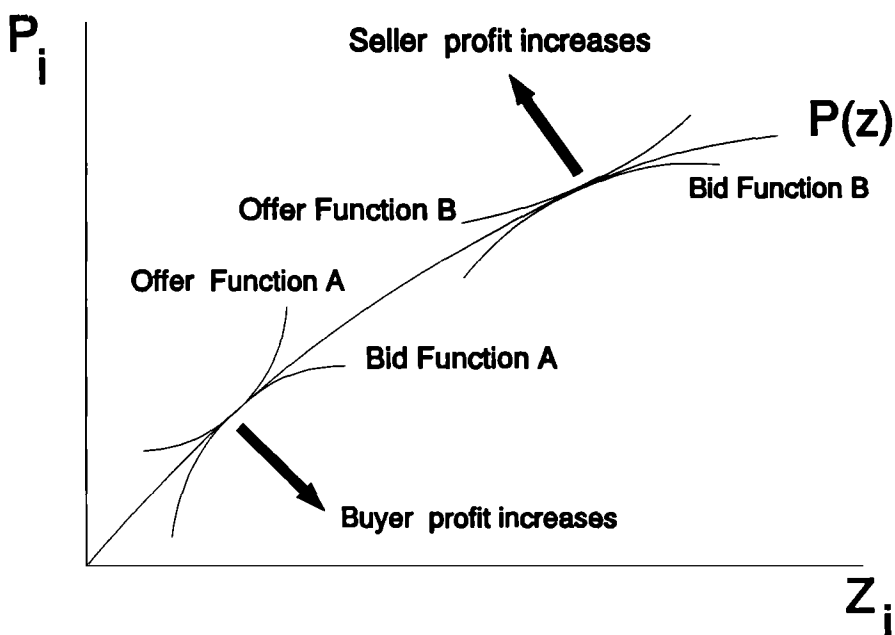 P i
Seller profit increases
P(z)
Bid Function B
Offer Function B
Offer Function A
Bid Function A
Buyer profit increases
Z i